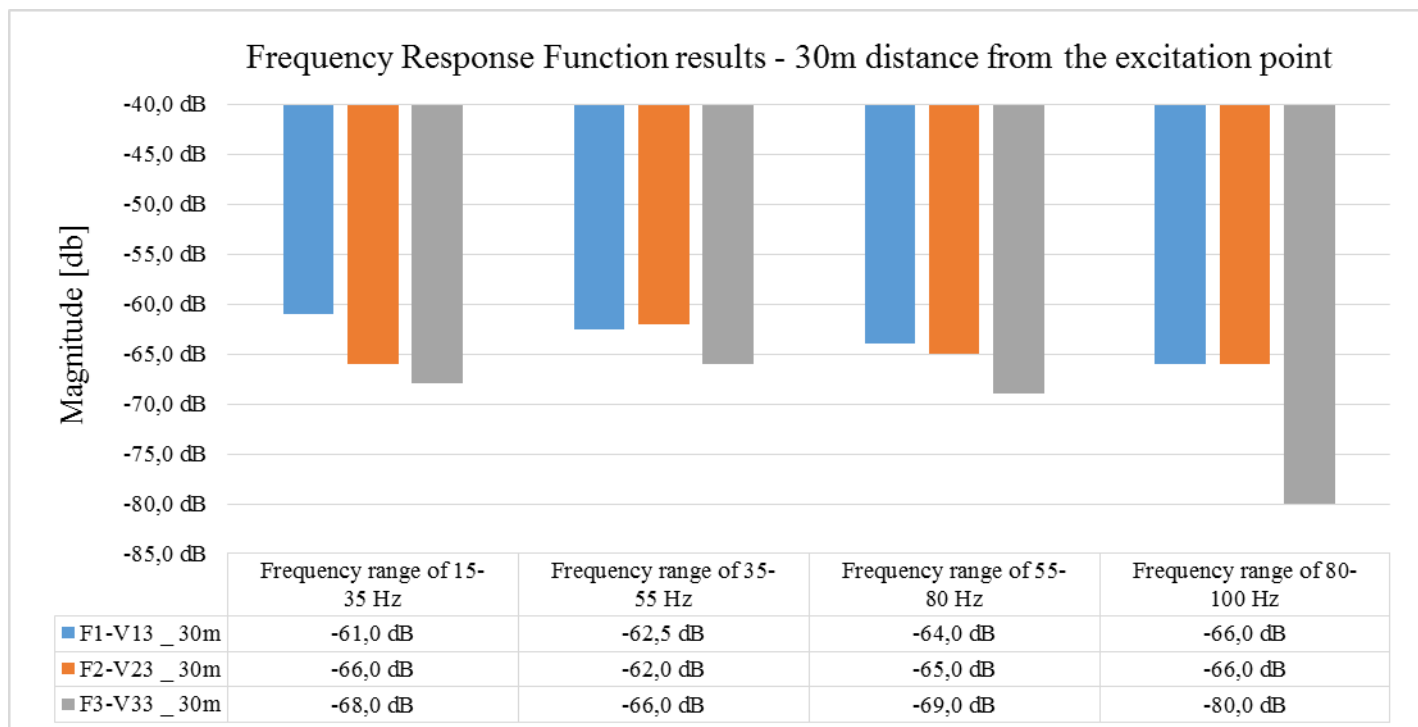 Frequency Response Function results - 30m distance from the excitation point
Magnitude [db]
-40,0 dB
-45,0 dB
-50,0 dB
-55,0 dB
-60,0 dB
-65,0 dB
-70,0 dB
-75,0 dB
-80,0 dB
-85,0 dB
Frequency range of 15-
35 Hz
Frequency range of 35-
55 Hz
Frequency range of 55-
80 Hz
Frequency range of 80-
100 Hz
F1-V13 _ 30m -61,0 dB -62,5 dB -64,0 dB -66,0 dB
F2-V23 _ 30m -66,0 dB -62,0 dB -65,0 dB -66,0 dB
F3-V33 _ 30m -68,0 dB -66,0 dB -69,0 dB -80,0 dB